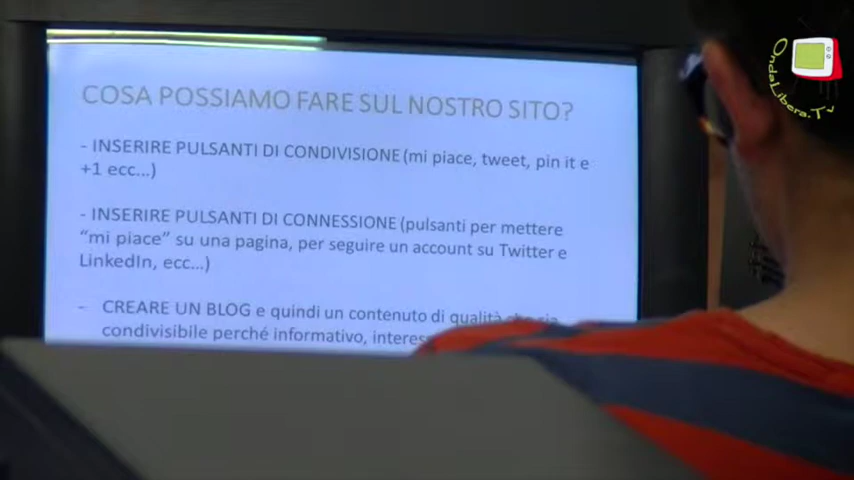 COSA POSSIAMO FARE SUL NOSTRO SITO?
- INSERIRE PULSANTI DI CONDIVISIONE (mi piace, tweet, pin it e
+1 ecc...)
- INSERIRE PULSANTI DI CONNESSIONE (pulsanti per mettere
"mi piace" su una pagina, per seguire un account su Twitter e
LinkedIn, ecc...)
- CREARE UN BLOG e quindi un contenuto di qualità che sia
condivisibile perché informativo,
OndaLibera.Tv